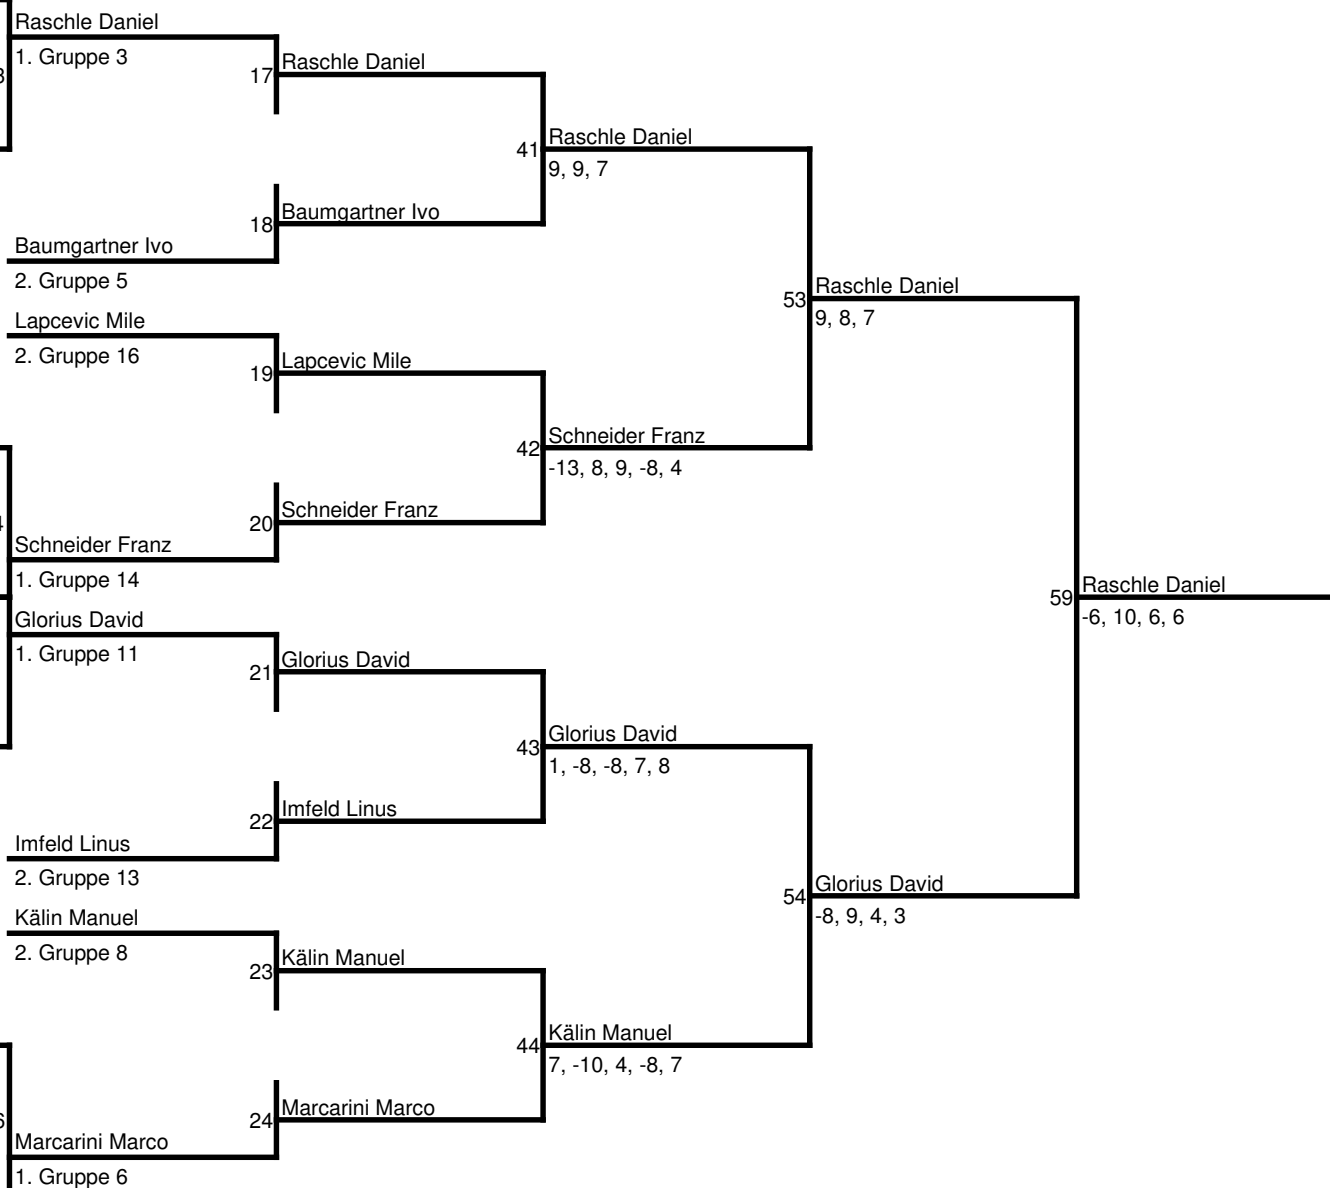 Raschle Daniel
1. Gruppe 3
17
Raschle Daniel
41
Raschle Daniel
9, 9, 7
18
Baumgartner Ivo
Baumgartner Ivo
2. Gruppe 5
53
Raschle Daniel
9, 8, 7
Lapcevic Mile
2. Gruppe 16
19
Lapcevic Mile
42
Schneider Franz
-13, 8, 9, -8, 4
20
Schneider Franz
Schneider Franz
1. Gruppe 14
59
Raschle Daniel
-6, 10, 6, 6
Glorius David
1. Gruppe 11
21
Glorius David
43
Glorius David
1, -8, -8, 7, 8
22
Imfeld Linus
Imfeld Linus
2. Gruppe 13
54
Glorius David
-8, 9, 4, 3
Kälin Manuel
2. Gruppe 8
23
Kälin Manuel
44
Kälin Manuel
7, -10, 4, -8, 7
24
Marcarini Marco
Marcarini Marco
1. Gruppe 6